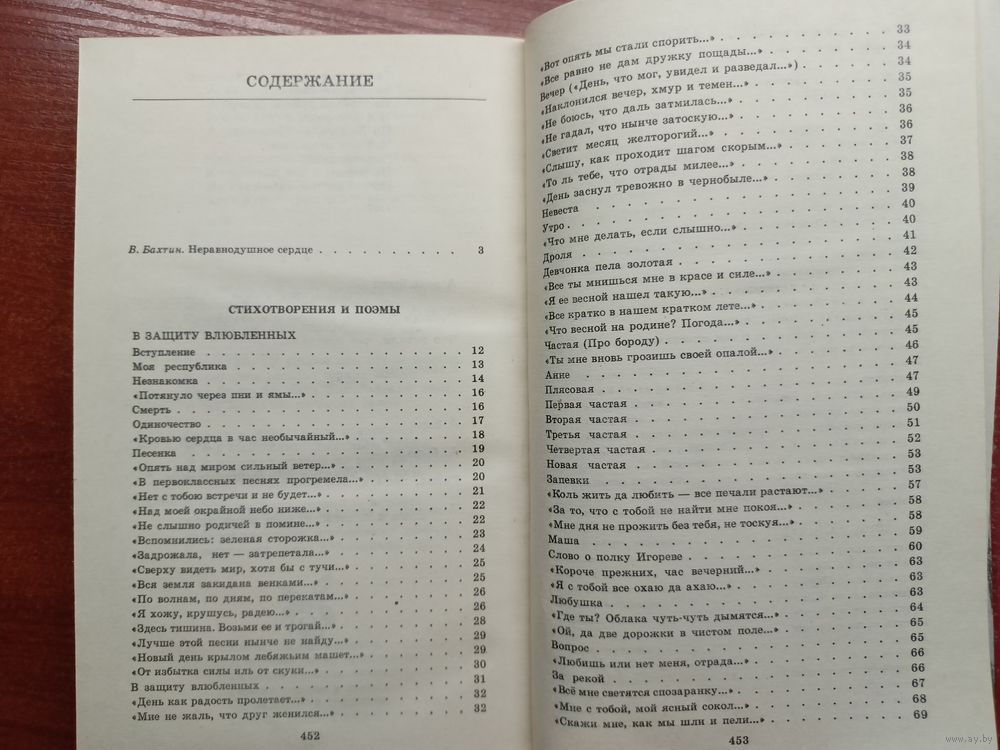 СОДЕРЖАНИЕ
В. Бахтин. Неравнодушное сердце . . . . . . . . . . 3
СТИХОТВОРЕНИЯ И ПОЭМЫ
В ЗАЩИТУ ВЛЮБЛЕННЫХ
Вступление 12
Моя республика 13
Незнакомка 14
«Потянуло через пни и ямы...» 16
Смерть 16
Одиночество 17
«Кровью сердца в час необычайный...» 18
Песенка 19
«Опять над миром сильный ветер...» 20
«В первоклассных песнях прогремела...» 20
«Нет с тобою встречи и не будет...» 21
«Над моей окрайной небо ниже...» 22
«Не слышно родичей в помине...» 22
«Вспомнились: зеленая сторожка...» 23
«Задрожала, нет — затрепетала...» 24
«Сверху видеть мир, хотя бы с тучи...» 25
«Вся земля закидана венками...» 25
«По волнам, по дням, по перекатам...» 26
«Я хожу, крушусь, радею...» 26
«Здесь тишина. Возьми ее и трогай...» 28
«Лучше этой песни нынче не найду...» 29
«Новый день крылом лебяжьим машет...» 29
«От избытка силы иль от скуки...» 30
В защиту влюбленных 31
«День как радость пролетает...» 32
«Мне не жаль, что друг женился...» 32
452
«Вот опять мы стали спорить...» 33
«Все равно не дам дружку пощады...» 34
Вечер («День, что мог, увидел и разведал...») 34
«Наклонился вечер, хмур и темен...» 35
«Не боюсь, что даль затмилась...» 35
«Не гадал, что нынче затоскую...» 36
«Светит месяц желторогий...» 36
«Слышу, как проходит шагом скорым...» 37
«То ль тебе, что отрады милее...» 38
«День заснул тревожно в чернобыле...» 38
Невеста 39
Утро 40
«Что мне делать, если слышно...» 40
Дроля 41
Девчонка пела золотая 42
«Все ты мнишься мне в красе и силе...» 43
«Я ее весной нашел такую...» 43
«Все кратко в нашем кратком лете...» 44
«Что весной на родине? Погода...» 45
Частая (Про бороду) 45
«Ты мне вновь грозишь своей опалой...» 46
Анне 47
Плясовая 47
Первая частая 49
Вторая частая 50
Третья частая 51
Четвертая частая 52
Новая частая 53
Запевки 53
«Коль жить да любить — все печали растают...» 57
«За то, что с тобой не найти мне покоя...» 58
«Мне дня не прожить без тебя, не тоскуя...» 58
Маша 59
Слово о полку Игореве 60
«Короче прежних, час вечерний...» 63
«Я с тобой все охаю да ахаю...» 63
Любушка 63
«Где ты? Облака чуть-чуть дымятся...» 64
«Ой, да две дорожки в чистом поле...» 65
Вопрос 65
«Любишь или нет меня, отрада...» 66
За рекой 66
«Всё мне светятся спозаранку...» 67
«Мне с тобой, мой ясный сокол...» 68
«Скажи мне, как мы шли и пели...» 69
453
www.ay.by